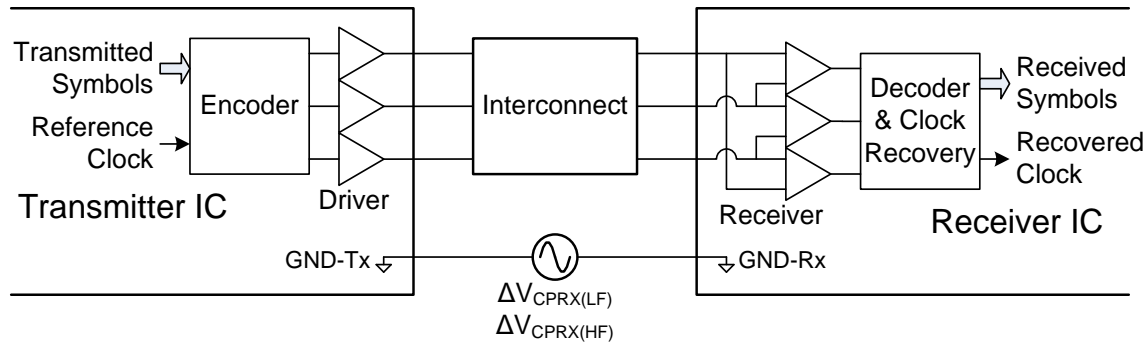 Transmitted
Symbols
Reference
Clock
Transmitter IC
Encoder
Driver
Interconnect
Receiver
Decoder
& Clock
Recovery
Received
Symbols
Recovered
Clock
Receiver IC
GND-Tx
GND-Rx
ΔVCPRX(LF)
ΔVCPRX(HF)